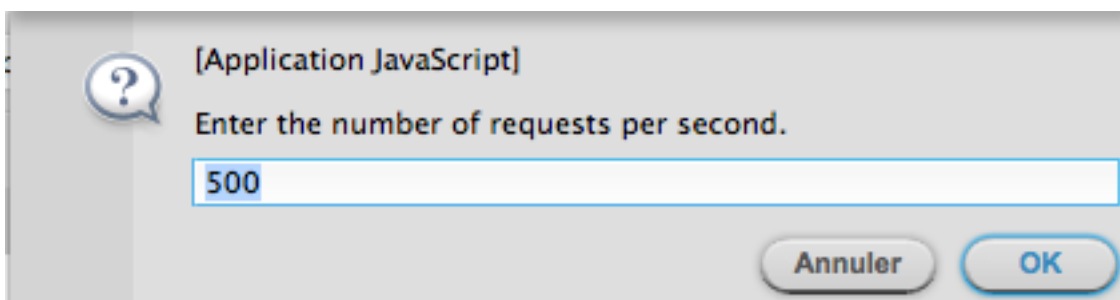 [Application JavaScript]
Enter the number of requests per second.
500
Annuler
OK